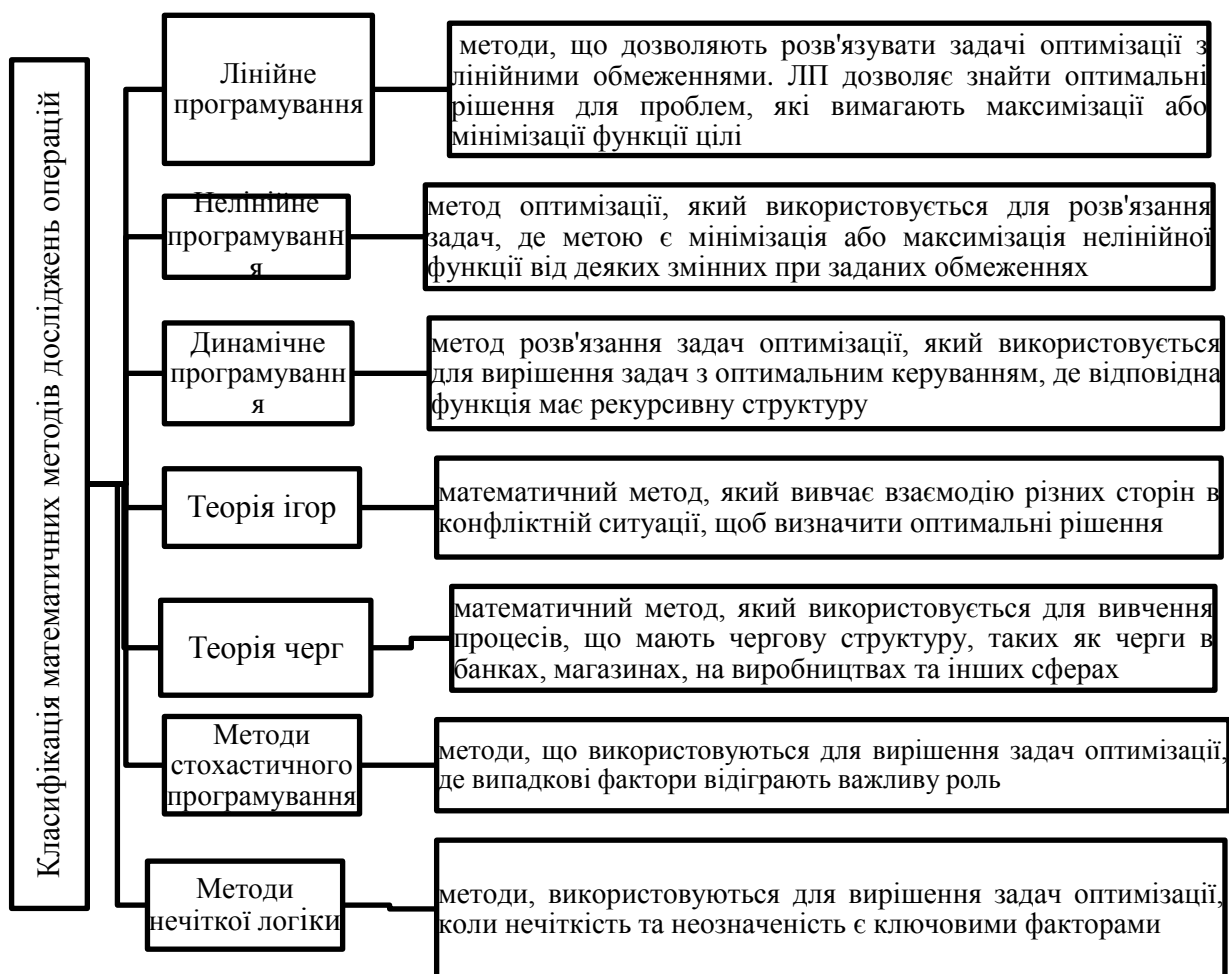 Класифікація математичних методів досліджень операцій
Лінійне
програмування
методи, що дозволяють розв'язувати задачі оптимізації з
лінійними обмеженнями. ЛП дозволяє знайти оптимальні
рішення для проблем, які вимагають максимізації або
мінімізації функції цілі
Нелінійне
програмуванн
я
метод оптимізації, який використовується для розв'язання
задач, де метою є мінімізація або максимізація нелінійної
функції від деяких змінних при заданих обмеженнях
Динамічне
програмуванн
я
метод розв'язання задач оптимізації, який використовується
для вирішення задач з оптимальним керуванням, де відповідна
функція має рекурсивну структуру
Теорія ігор
математичний метод, який вивчає взаємодію різних сторін в
конфліктній ситуації, щоб визначити оптимальні рішення
Теорія черг
математичний метод, який використовується для вивчення
процесів, що мають чергову структуру, таких як черги в
банках, магазинах, на виробництвах та інших сферах
Методи
стохастичного
програмування
методи, що використовуються для вирішення задач оптимізації,
де випадкові фактори відіграють важливу роль
Методи
нечіткої логіки
методи, використовуються для вирішення задач оптимізації,
коли нечіткість та неозначеність є ключовими факторами